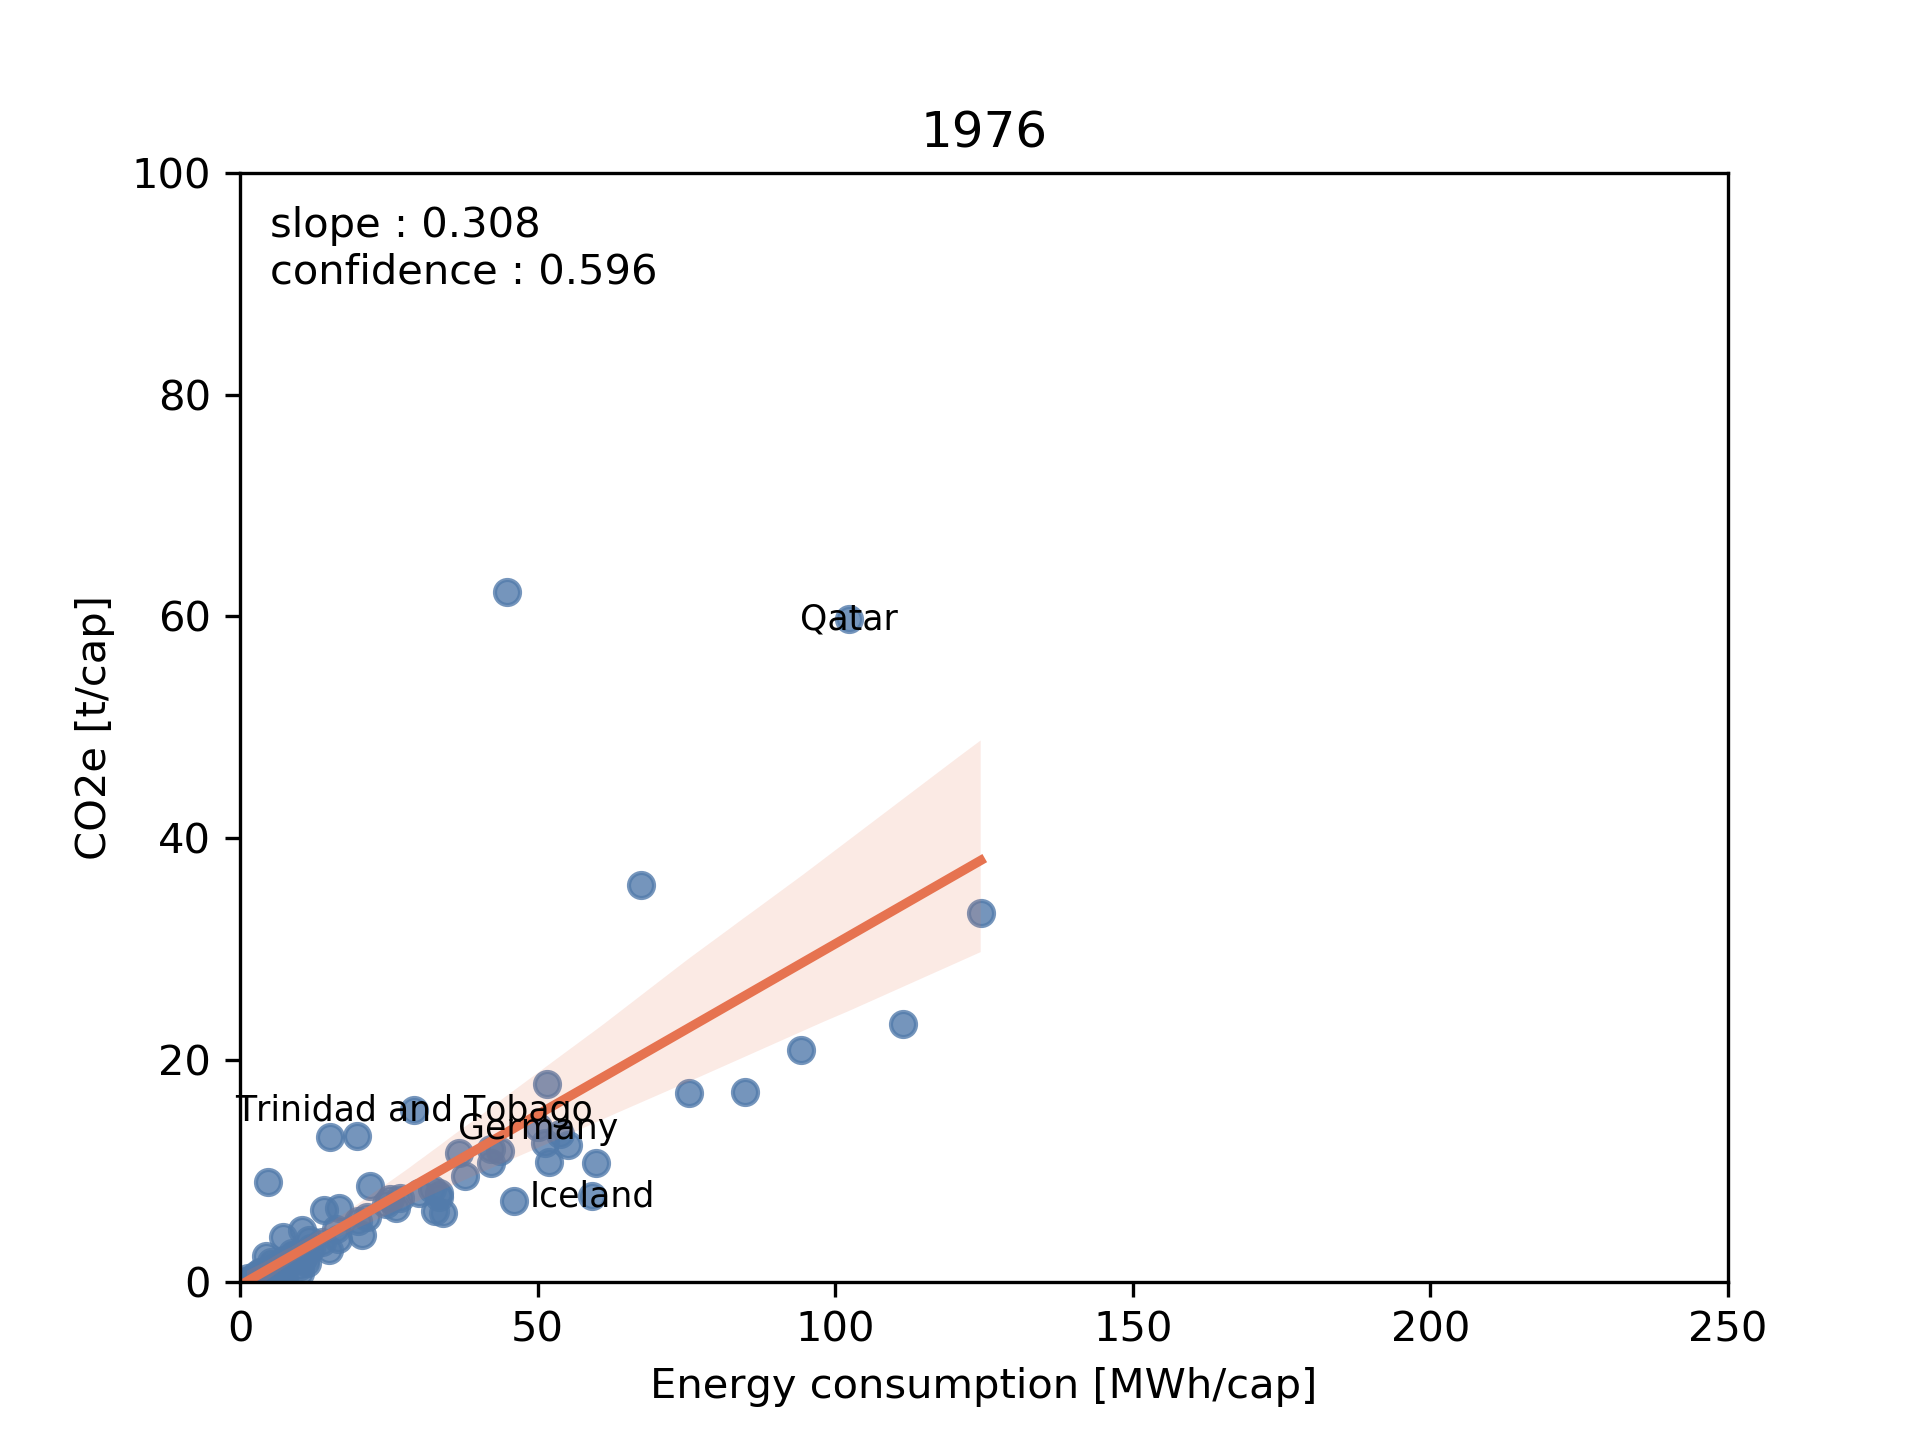 1976
slope : 0.308
confidence : 0.596
100
80
60
40
20
0
CO2e [t/cap]
Qatar
Trinidad and Tobago
Germany
Iceland
0 50 100 150 200 250
Energy consumption [MWh/cap]